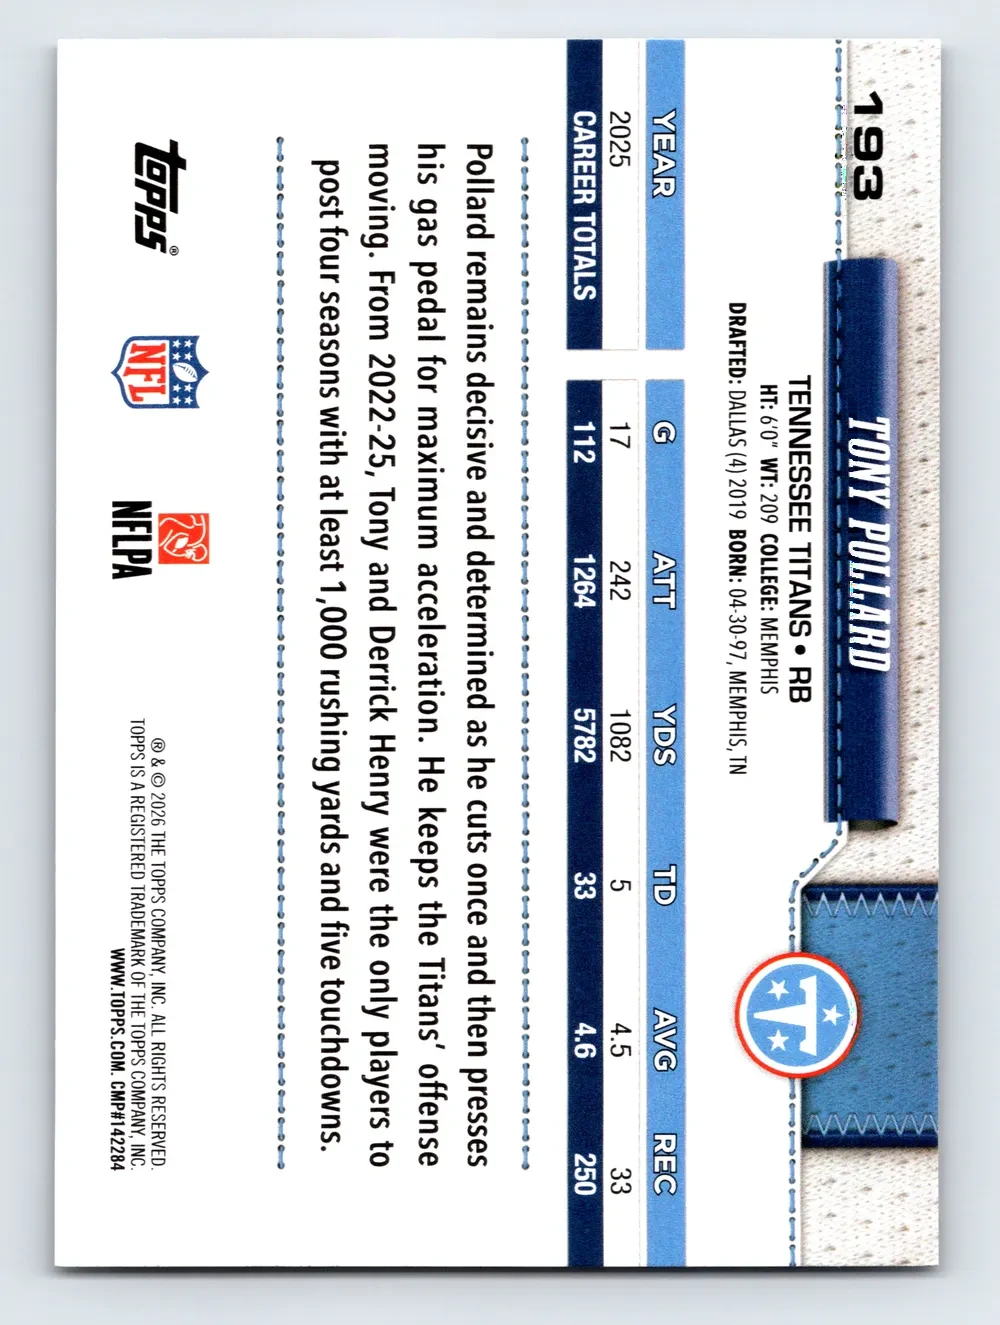 193
TONY POLLARD
TENNESSEE TITANS • RB
HT: 6'0" WT: 209 COLLEGE: MEMPHIS
DRAFTED: DALLAS (4) 2019 BORN: 04-30-97, MEMPHIS, TN
YEAR G ATT YDS TD AVG REC
2025 17 242 1082 5 4.5 33
CAREER TOTALS 112 1264 5782 33 4.6 250
Pollard remains decisive and determined as he cuts once and then presses
his gas pedal for maximum acceleration. He keeps the Titans' offense
moving. From 2022-25, Tony and Derrick Henry were the only players to
post four seasons with at least 1,000 rushing yards and five touchdowns.
topps®
NFL
NFLPA
® & © 2026 THE TOPPS COMPANY, INC. ALL RIGHTS RESERVED.
TOPPS IS A REGISTERED TRADEMARK OF THE TOPPS COMPANY, INC.
WWW.TOPPS.COM. CMP#142284